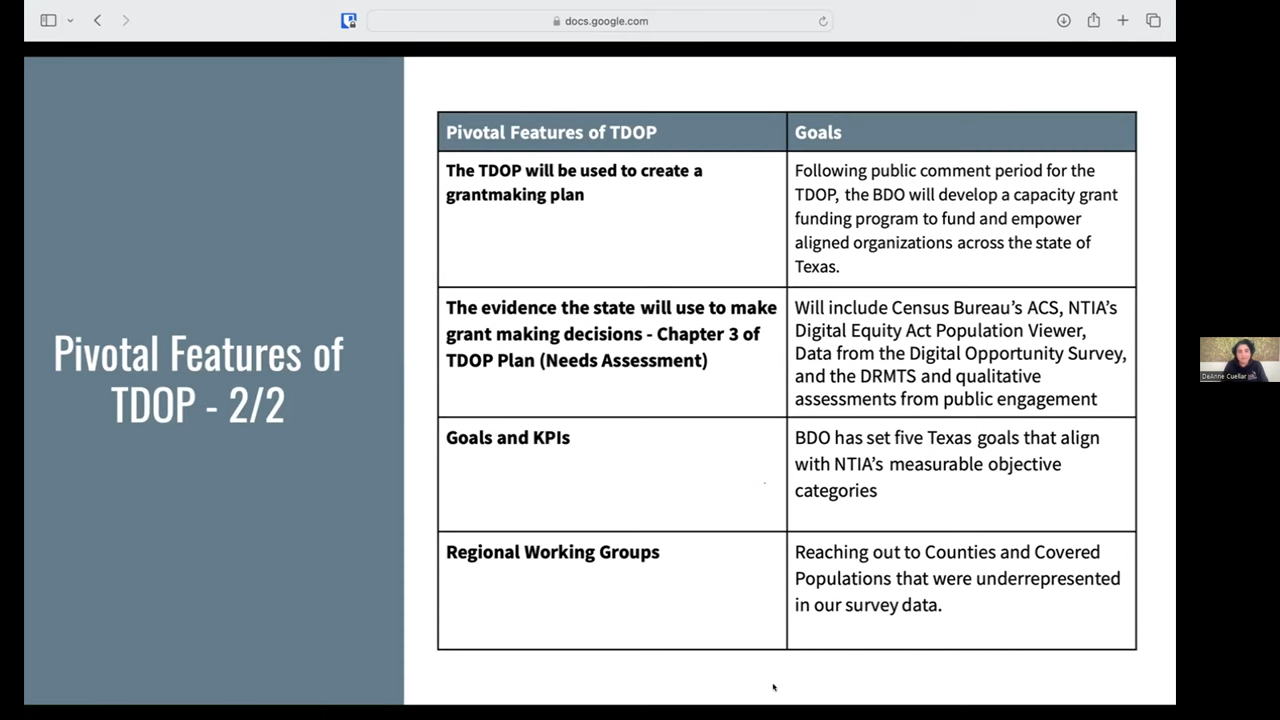 docs.google.com
Pivotal Features of
TDOP - 2/2
Pivotal Features of TDOP
Goals
The TDOP will be used to create a
grantmaking plan
Following public comment period for the
TDOP, the BDO will develop a capacity grant
funding program to fund and empower
aligned organizations across the state of
Texas.
The evidence the state will use to make
grant making decisions - Chapter 3 of
TDOP Plan (Needs Assessment)
Will include Census Bureau's ACS, NTIA's
Digital Equity Act Population Viewer,
Data from the Digital Opportunity Survey,
and the DRMTS and qualitative
assessments from public engagement
Goals and KPIs
BDO has set five Texas goals that align
with NTIA's measurable objective
categories
Regional Working Groups
Reaching out to Counties and Covered
Populations that were underrepresented
in our survey data.
DeAnne Cuellar